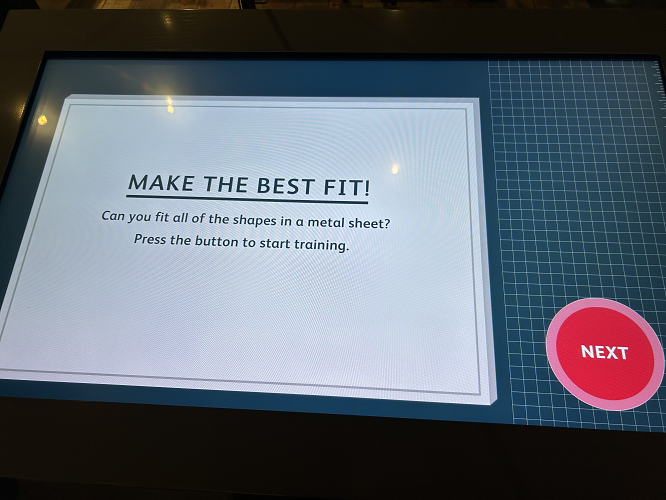 MAKE THE BEST FIT!
Can you fit all of the shapes in a metal sheet?
Press the button to start training.
NEXT